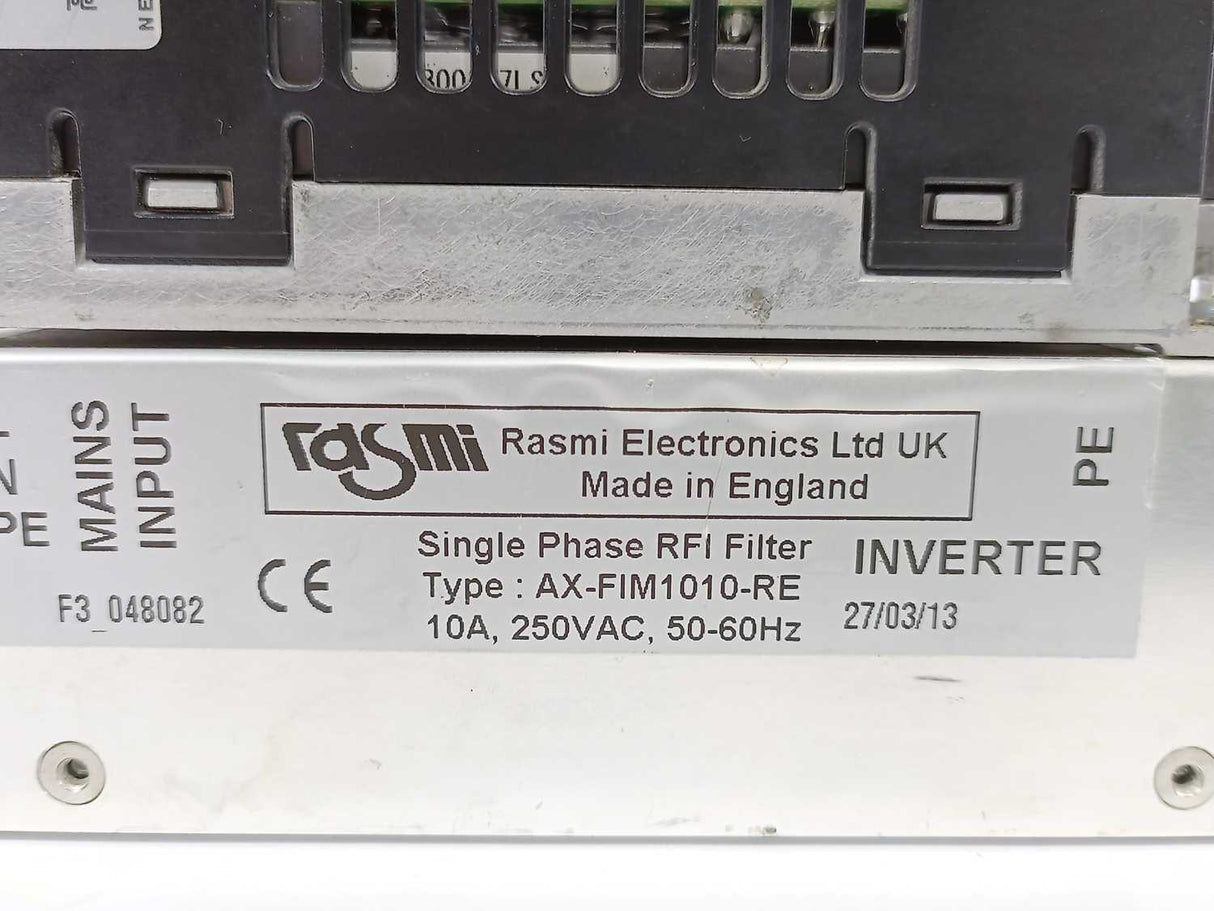 NE
MAINS
INPUT
N
PE
F3_048082
rasmi
Rasmi Electronics Ltd UK
Made in England
CE
Single Phase RFI Filter
Type : AX-FIM1010-RE
10A, 250VAC, 50-60Hz
PE
INVERTER
27/03/13